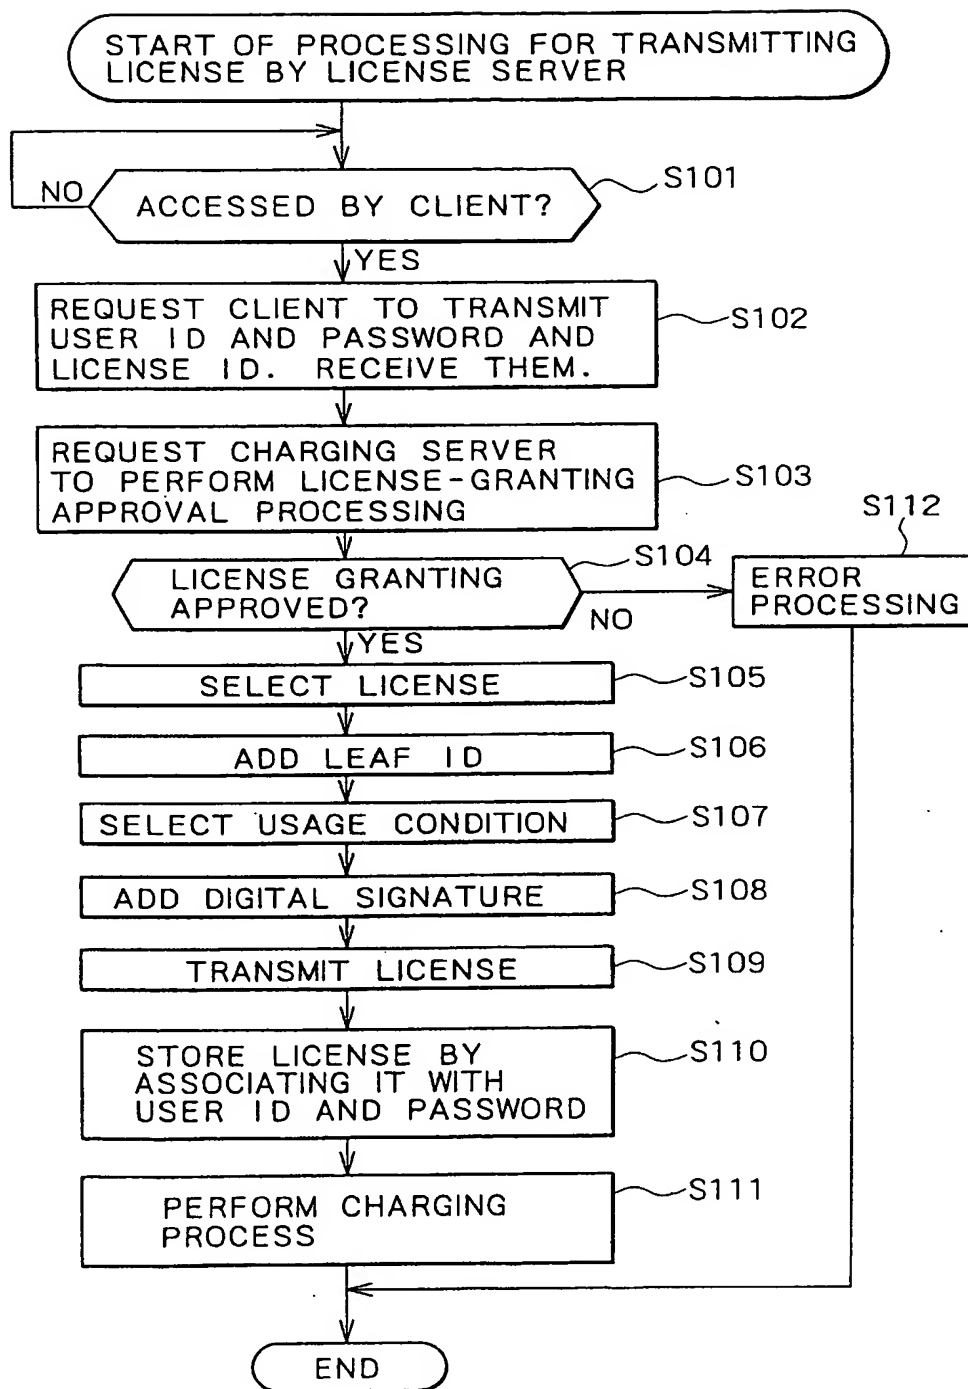 START OF PROCESSING FOR TRANSMITTING
LICENSE BY LICENSE SERVER
NO
ACCESSED BY CLIENT?
S101
YES
REQUEST CLIENT TO TRANSMIT
USER ID AND PASSWORD AND
LICENSE ID. RECEIVE THEM.
S102
REQUEST CHARGING SERVER
TO PERFORM LICENSE-GRANTING
APPROVAL PROCESSING
S103
LICENSE GRANTING
APPROVED?
S104
NO
S112
ERROR
PROCESSING
YES
SELECT LICENSE
S105
ADD LEAF ID
S106
SELECT USAGE CONDITION
S107
ADD DIGITAL SIGNATURE
S108
TRANSMIT LICENSE
S109
STORE LICENSE BY
ASSOCIATING IT WITH
USER ID AND PASSWORD
S110
PERFORM CHARGING
PROCESS
S111
END